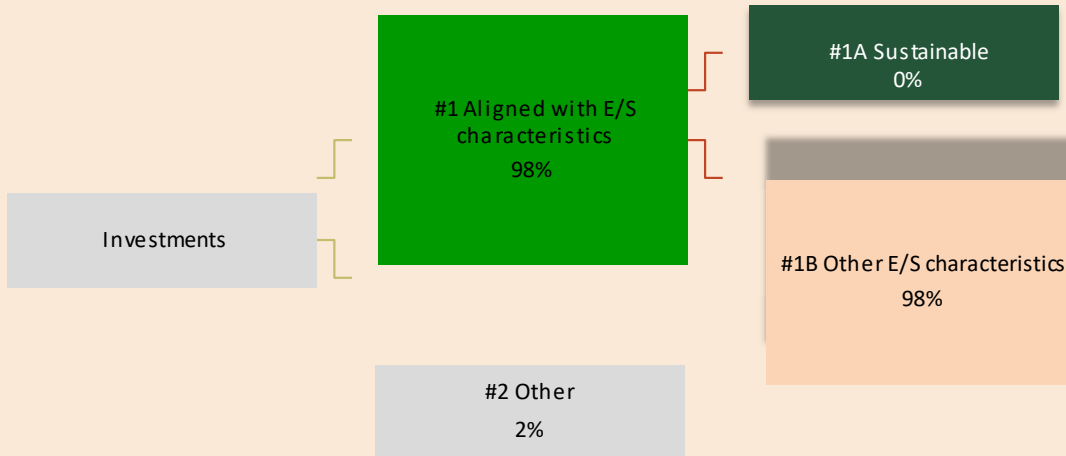 Investments
#1 Aligned with E/S
characteristics
98%
#1A Sustainable
0%
#1B Other E/S characteristics
98%
#2 Other
2%